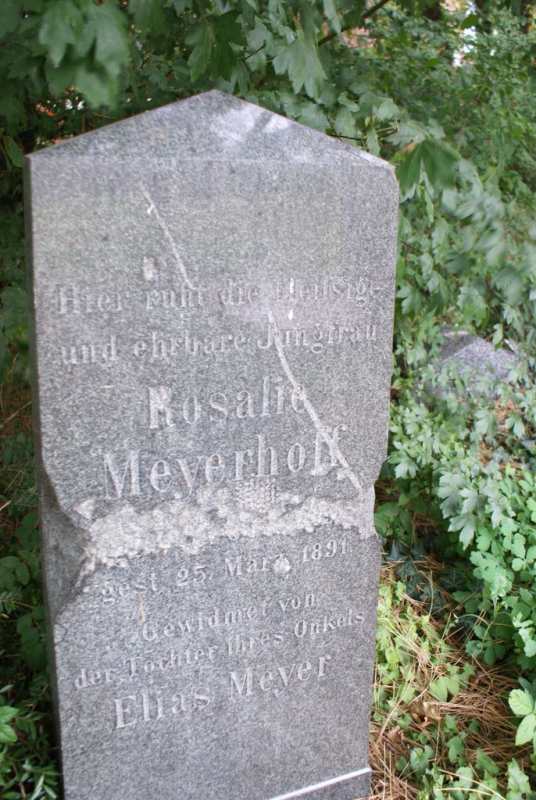 Hier ruht die fleißige
und ehrbare Jungfrau
Rosalie
Meyerhoff
gest 25. März 1891
Gewidmet von
der Tochter ihres Onkels
Elias Meyer